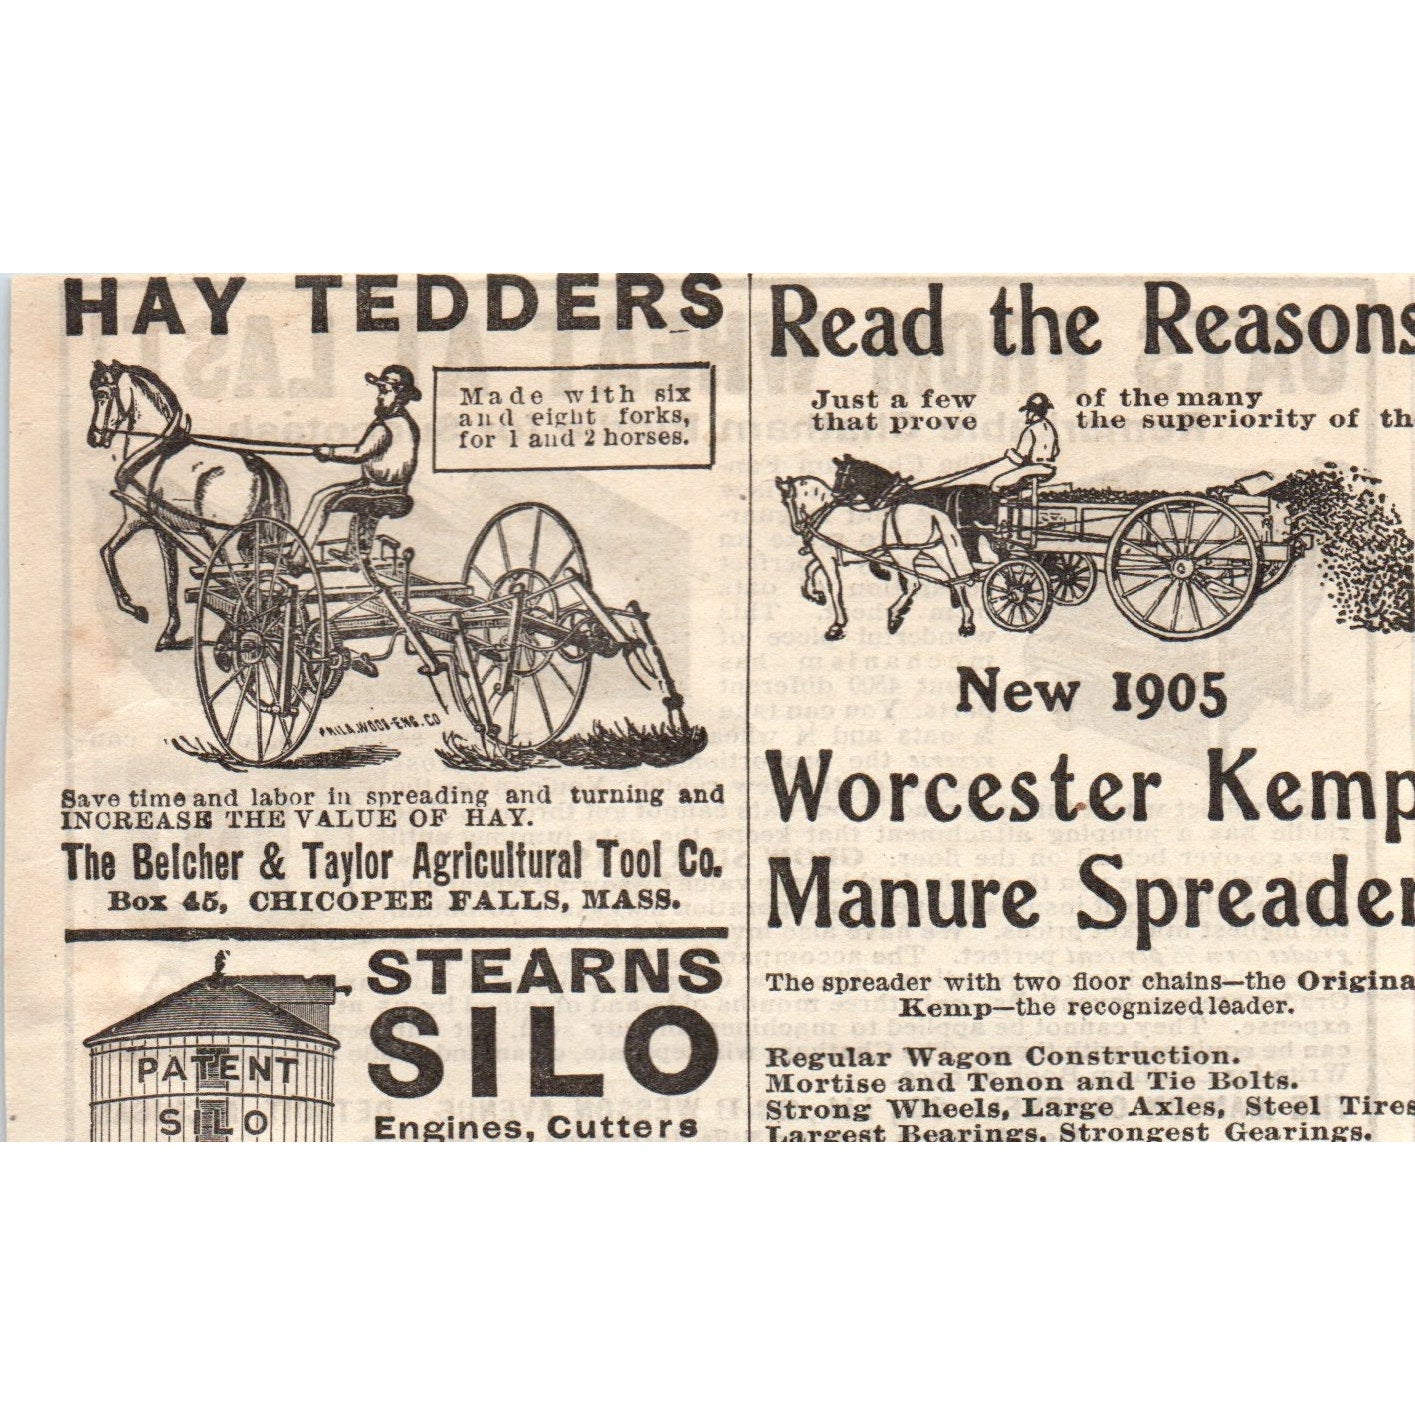 HAY TEDDERS
Made with six
and eight forks,
for 1 and 2 horses.
PHILA. WOOD-ENG. CO
Save time and labor in spreading and turning and
INCREASE THE VALUE OF HAY.
The Belcher & Taylor Agricultural Tool Co.
Box 45, CHICOPEE FALLS, MASS.
STEARNS
SILO
Engines, Cutters
PATENT
SILO
Read the Reasons
Just a few of the many
that prove the superiority of th
New 1905
Worcester Kemp
Manure Spreader
The spreader with two floor chains—the Origina
Kemp—the recognized leader.
Regular Wagon Construction.
Mortise and Tenon and Tie Bolts.
Strong Wheels, Large Axles, Steel Tires
Largest Bearings, Strongest Gearings.